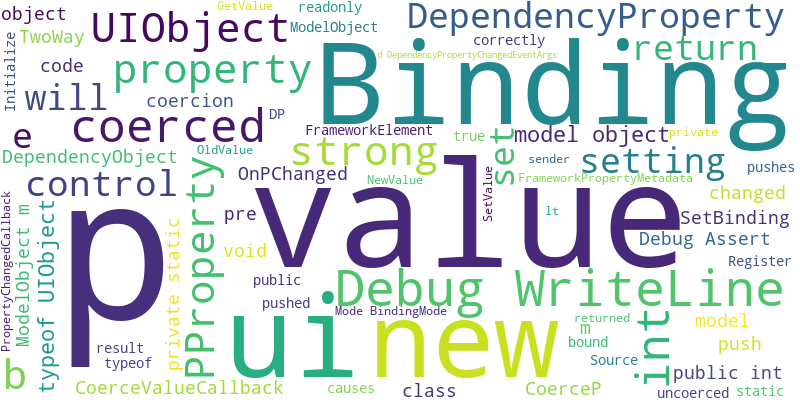 object
UIObject
GetValue
readonly
DependencyProperty
TwoWay
ModelObject
Initialize
code
property
Binding
correctly
d DependencyPropertyChangedEventArgs
return
will
coercion
DP
e
coerced
FrameworkElement
true
set
model object
private
DependencyObject
OldValue
strong
sender
setting
pushes
control
OnPChanged
NewValue
FrameworkPropertyMetadata
changed
PropertyChangedCallback
ModelObject m
typeof UIObject
p
private static
PProperty
pre
value
SetValue
lt
SetBinding
void
Debug Assert
public
Register
Debug WriteLine
pushed
Mode BindingMode
ui
new
returned
m
int
model
result
bound
push
typeof
Source
b
CoerceValueCallback
causes
class
CoerceP
public int
uncoerced
static